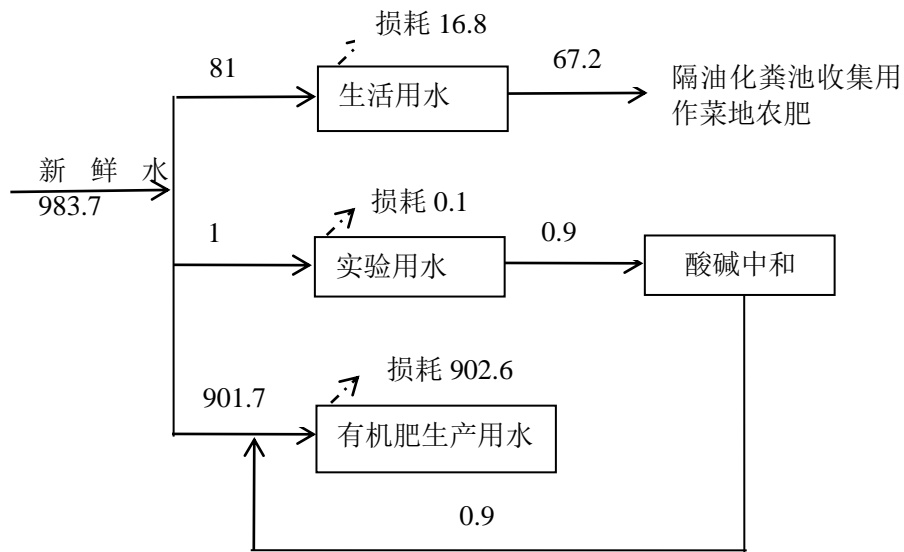 损耗 16.8
81
生活用水
67.2
隔油化粪池收集用
作菜地农肥
新 鲜 水
983.7
损耗 0.1
1
实验用水
0.9
酸碱中和
损耗 902.6
901.7
有机肥生产用水
0.9